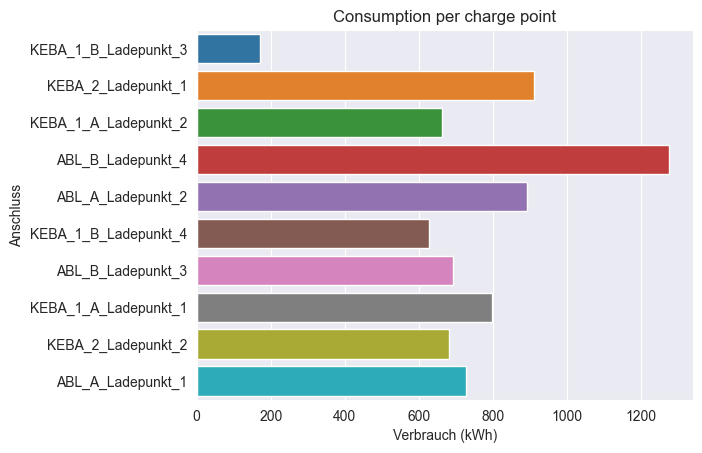 Consumption per charge point
Anschluss
KEBA_1_B_Ladepunkt_3
KEBA_2_Ladepunkt_1
KEBA_1_A_Ladepunkt_2
ABL_B_Ladepunkt_4
ABL_A_Ladepunkt_2
KEBA_1_B_Ladepunkt_4
ABL_B_Ladepunkt_3
KEBA_1_A_Ladepunkt_1
KEBA_2_Ladepunkt_2
ABL_A_Ladepunkt_1
0 200 400 600 800 1000 1200
Verbrauch (kWh)